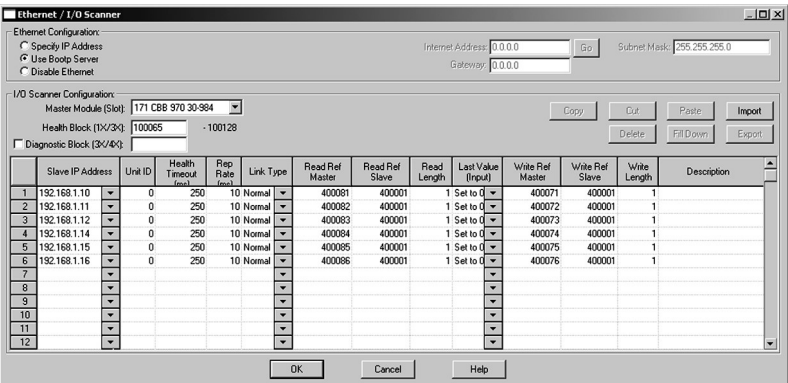 Ethernet / I/O Scanner
Ethernet Configuration:
Specify IP Address
Use Bootp Server
Disable Ethernet
Internet Address: 0.0.0.0
Go
Subnet Mask: 255.255.255.0
Gateway: 0.0.0.0
I/O Scanner Configuration:
Master Module (Slot): 171 CBB 970 30-984
Health Block (1X/3X): 100065 - 100128
Diagnostic Block (3X/4X):
Copy Cut Paste Import
Delete Fill Down Export
Slave IP Address Unit ID Health Timeout (ms) Rep Rate (ms) Link Type Read Ref Master Read Ref Slave Read Length Last Value (Input) Write Ref Master Write Ref Slave Write Length Description
1 192.168.1.10 0 250 10 Normal 400081 400001 1 Set to 0 400071 400001 1
2 192.168.1.11 0 250 10 Normal 400082 400001 1 Set to 0 400072 400001 1
3 192.168.1.12 0 250 10 Normal 400083 400001 1 Set to 0 400073 400001 1
4 192.168.1.14 0 250 10 Normal 400084 400001 1 Set to 0 400074 400001 1
5 192.168.1.15 0 250 10 Normal 400085 400001 1 Set to 0 400075 400001 1
6 192.168.1.16 0 250 10 Normal 400086 400001 1 Set to 0 400076 400001 1
7
8
9
10
11
12
OK Cancel Help